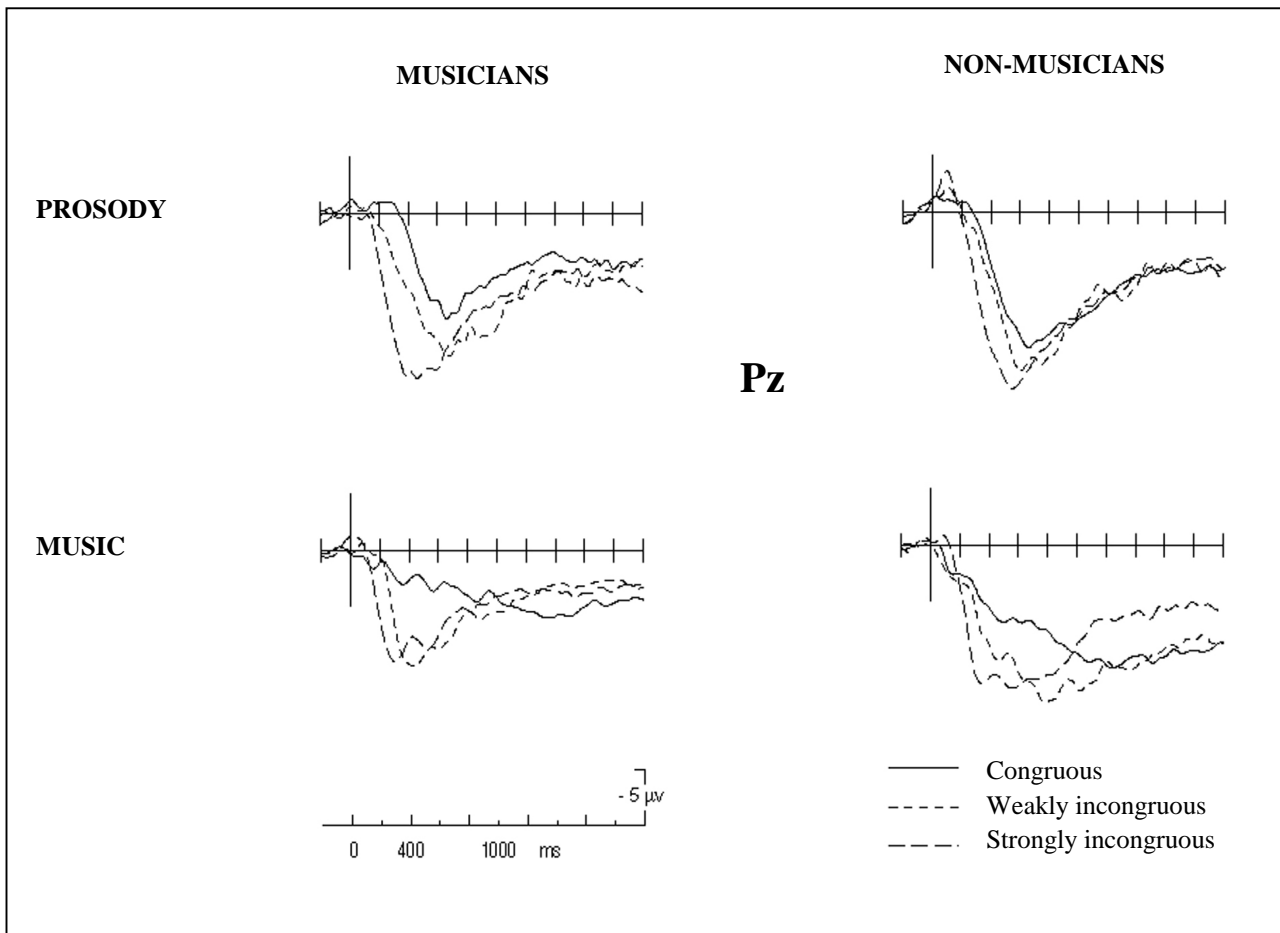 MUSICIANS
NON-MUSICIANS
PROSODY
Pz
MUSIC
- 5 µv
0 400 1000 ms
Congruous
Weakly incongruous
Strongly incongruous